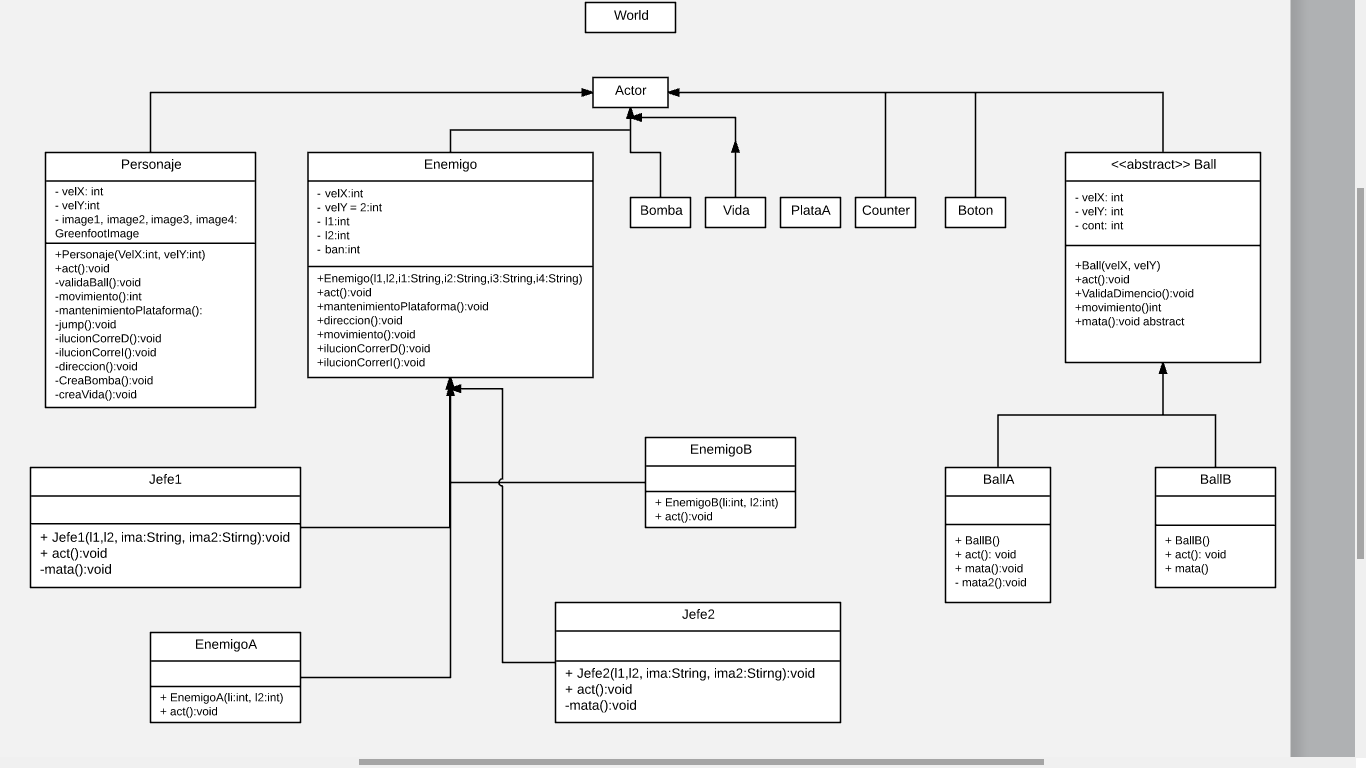 World
Actor
Personaje
- velX: int
- velY:int
- image1, image2, image3, image4:
GreenfootImage
+Personaje(VelX:int, velY:int)
+act():void
-validaBall():void
-movimiento():int
-mantenimientoPlataforma():
-jump():void
-ilucionCorreD():void
-ilucionCorreI():void
-direccion():void
-CreaBomba():void
-creaVida():void
Enemigo
- velX:int
- velY = 2:int
- l1:int
- l2:int
- ban:int
+Enemigo(l1,l2,i1:String,i2:String,i3:String,i4:String)
+act():void
+mantenimientoPlataforma():void
+direccion():void
+movimiento():void
+ilucionCorrerD():void
+ilucionCorrerI():void
Bomba
Vida
PlataA
Counter
Boton
<<abstract>> Ball
- velX: int
- velY: int
- cont: int
+Ball(velX, velY)
+act():void
+ValidaDimencio():void
+movimiento()int
+mata():void abstract
Jefe1
+ Jefe1(l1,l2, ima:String, ima2:Stirng):void
+ act():void
-mata():void
EnemigoB
+ EnemigoB(li:int, l2:int)
+ act():void
BallA
+ BallB()
+ act(): void
+ mata():void
- mata2():void
BallB
+ BallB()
+ act(): void
+ mata()
EnemigoA
+ EnemigoA(li:int, l2:int)
+ act():void
Jefe2
+ Jefe2(l1,l2, ima:String, ima2:Stirng):void
+ act():void
-mata():void